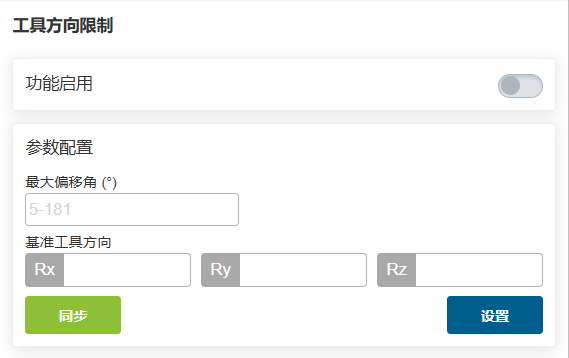 工具方向限制
功能启用
参数配置
最大偏移角 (°)
5-181
基准工具方向
Rx Ry Rz
同步 设置